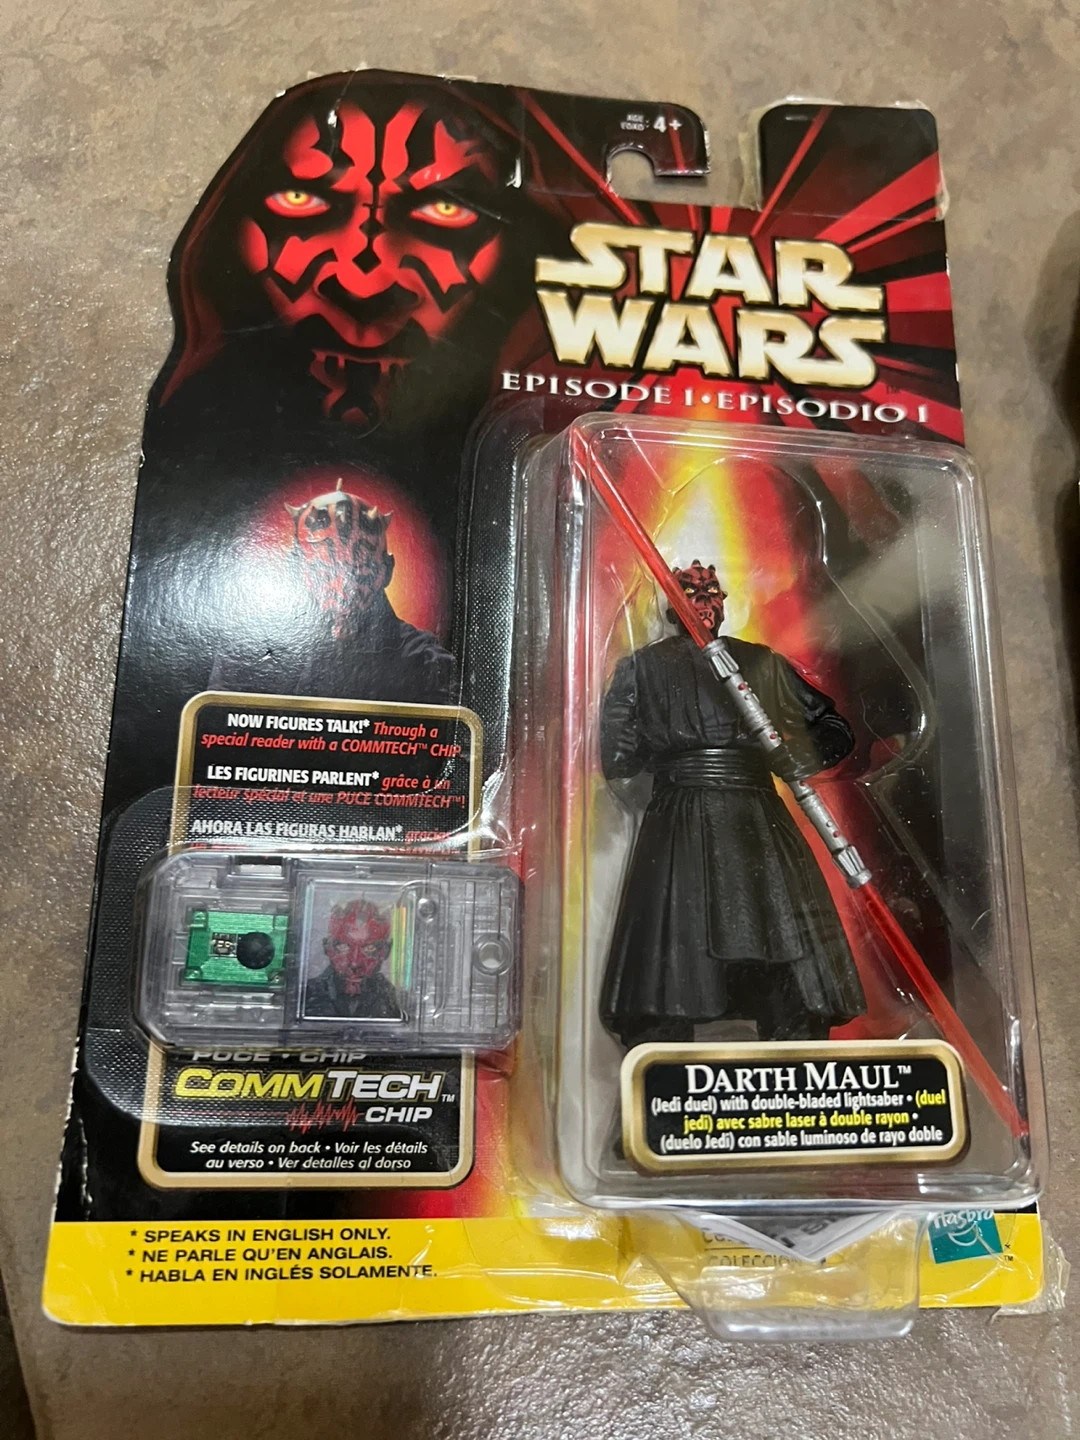 AGE
EDAD: 4+
STAR
WARS
EPISODE I • EPISODIO I
NOW FIGURES TALK!* Through a
special reader with a COMMTECH™ CHIP
LES FIGURINES PARLENT* grâce à un
lecteur spécial et une PUCE COMMTECH™!
AHORA LAS FIGURAS HABLAN* gracias
PUCE • CHIP
COMMTECH™
CHIP
See details on back • Voir les détails
au verso • Ver detalles al dorso
DARTH MAUL™
(Jedi duel) with double-bladed lightsaber • (duel
jedi) avec sabre laser à double rayon •
(duelo Jedi) con sable luminoso de rayo doble
* SPEAKS IN ENGLISH ONLY.
* NE PARLE QU'EN ANGLAIS.
* HABLA EN INGLÉS SOLAMENTE.
Hasbro
™